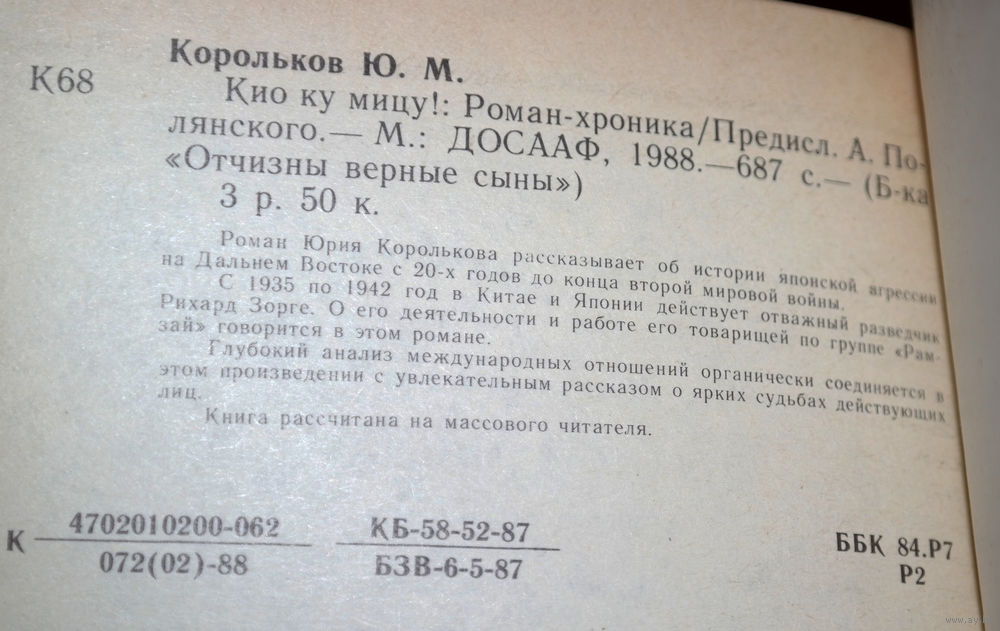 Корольков Ю. М.
К68
Кио ку мицу!: Роман-хроника/Предисл. А. По-
лянского.— М.: ДОСААФ, 1988.—687 с.— (Б-ка
«Отчизны верные сыны»)
3 р. 50 к.
Роман Юрия Королькова рассказывает об истории японской агрессии
на Дальнем Востоке с 20-х годов до конца второй мировой войны.
С 1935 по 1942 год в Китае и Японии действует отважный разведчик
Рихард Зорге. О его деятельности и работе его товарищей по группе «Рам-
зай» говорится в этом романе.
Глубокий анализ международных отношений органически соединяется в
этом произведении с увлекательным рассказом о ярких судьбах действующих
лиц.
Книга рассчитана на массового читателя.
К 4702010200-062 КБ-58-52-87
072(02)-88 БЗВ-6-5-87
ББК 84.Р7
Р2